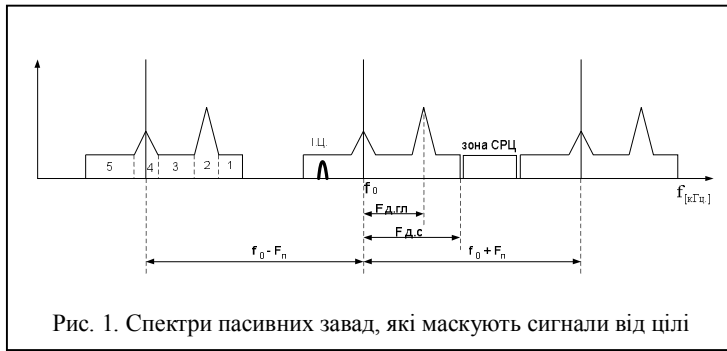 І.Ц.
зона СРЦ
5 4 3 2 1
f₀
f[кГц.]
Fд.гл
Fд.с
f₀ - Fп
f₀ + Fп
Рис. 1. Спектри пасивних завад, які маскують сигнали від цілі